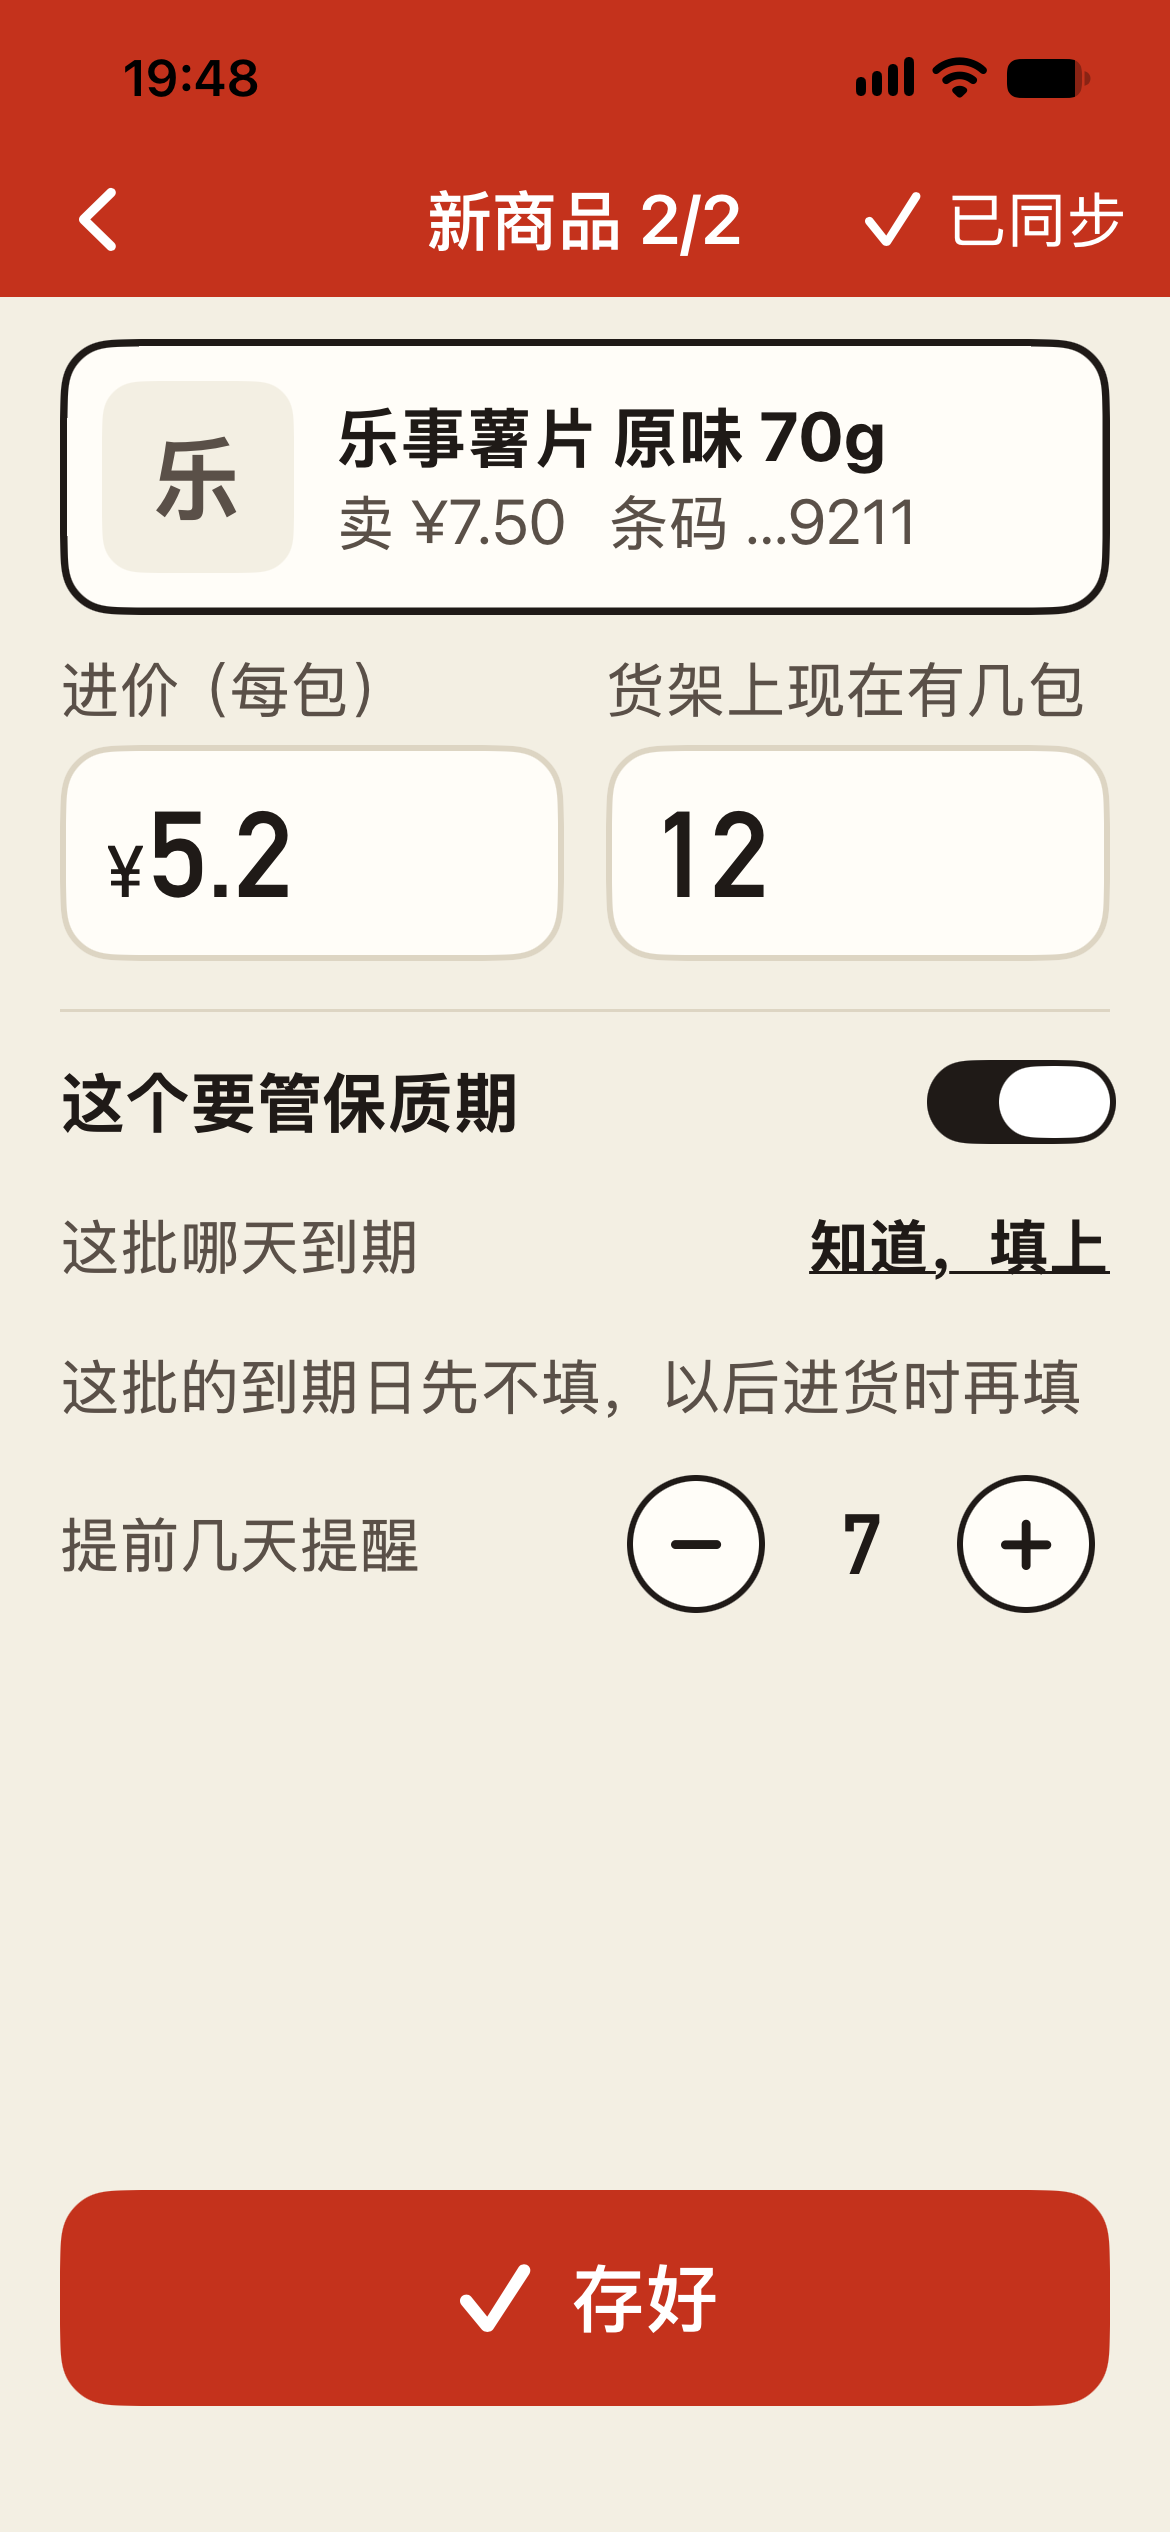 19:48
新商品 2/2
已同步
乐
乐事薯片 原味 70g
卖 ¥7.50 条码 ...9211
进价（每包）
货架上现在有几包
¥5.2
12
这个要管保质期
这批哪天到期
知道，填上
这批的到期日先不填，以后进货时再填
提前几天提醒
7
存好